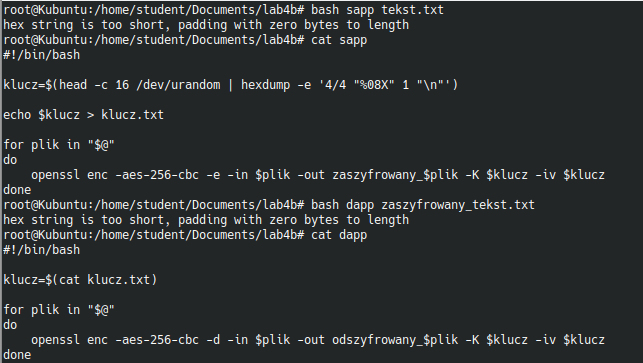 root@Kubuntu:/home/student/Documents/lab4b# bash sapp tekst.txt
hex string is too short, padding with zero bytes to length
root@Kubuntu:/home/student/Documents/lab4b# cat sapp
#!/bin/bash
klucz=$(head -c 16 /dev/urandom | hexdump -e '4/4 "%08X" 1 "\n"')
echo $klucz > klucz.txt
for plik in "$@"
do
    openssl enc -aes-256-cbc -e -in $plik -out zaszyfrowany_$plik -K $klucz -iv $klucz
done
root@Kubuntu:/home/student/Documents/lab4b# bash dapp zaszyfrowany_tekst.txt
hex string is too short, padding with zero bytes to length
root@Kubuntu:/home/student/Documents/lab4b# cat dapp
#!/bin/bash
klucz=$(cat klucz.txt)
for plik in "$@"
do
    openssl enc -aes-256-cbc -d -in $plik -out odszyfrowany_$plik -K $klucz -iv $klucz
done